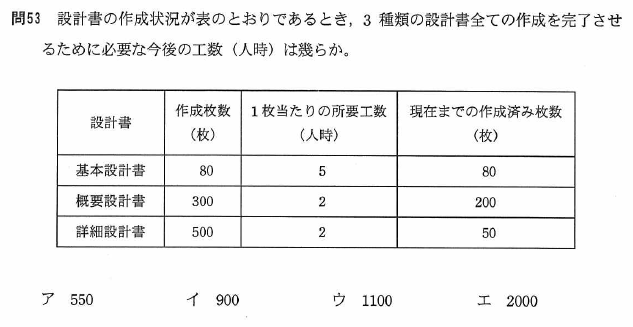 問53 設計書の作成状況が表のとおりであるとき，3 種類の設計書全ての作成を完了させ
るために必要な今後の工数（人時）は幾らか。
設計書 作成枚数（枚） 1 枚当たりの所要工数（人時） 現在までの作成済み枚数（枚）
基本設計書 80 5 80
概要設計書 300 2 200
詳細設計書 500 2 50
ア 550 イ 900 ウ 1100 エ 2000